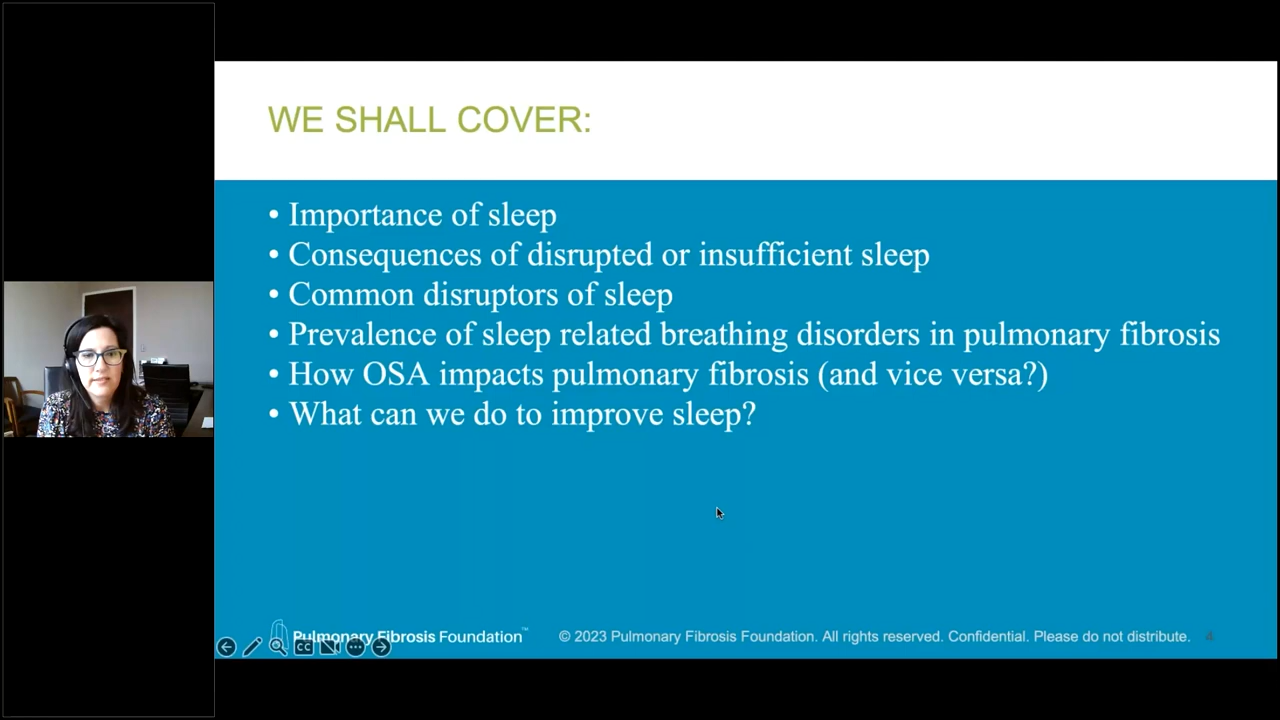 WE SHALL COVER:
• Importance of sleep
• Consequences of disrupted or insufficient sleep
• Common disruptors of sleep
• Prevalence of sleep related breathing disorders in pulmonary fibrosis
• How OSA impacts pulmonary fibrosis (and vice versa?)
• What can we do to improve sleep?
Pulmonary Fibrosis Foundation™ © 2023 Pulmonary Fibrosis Foundation. All rights reserved. Confidential. Please do not distribute. 4
CC